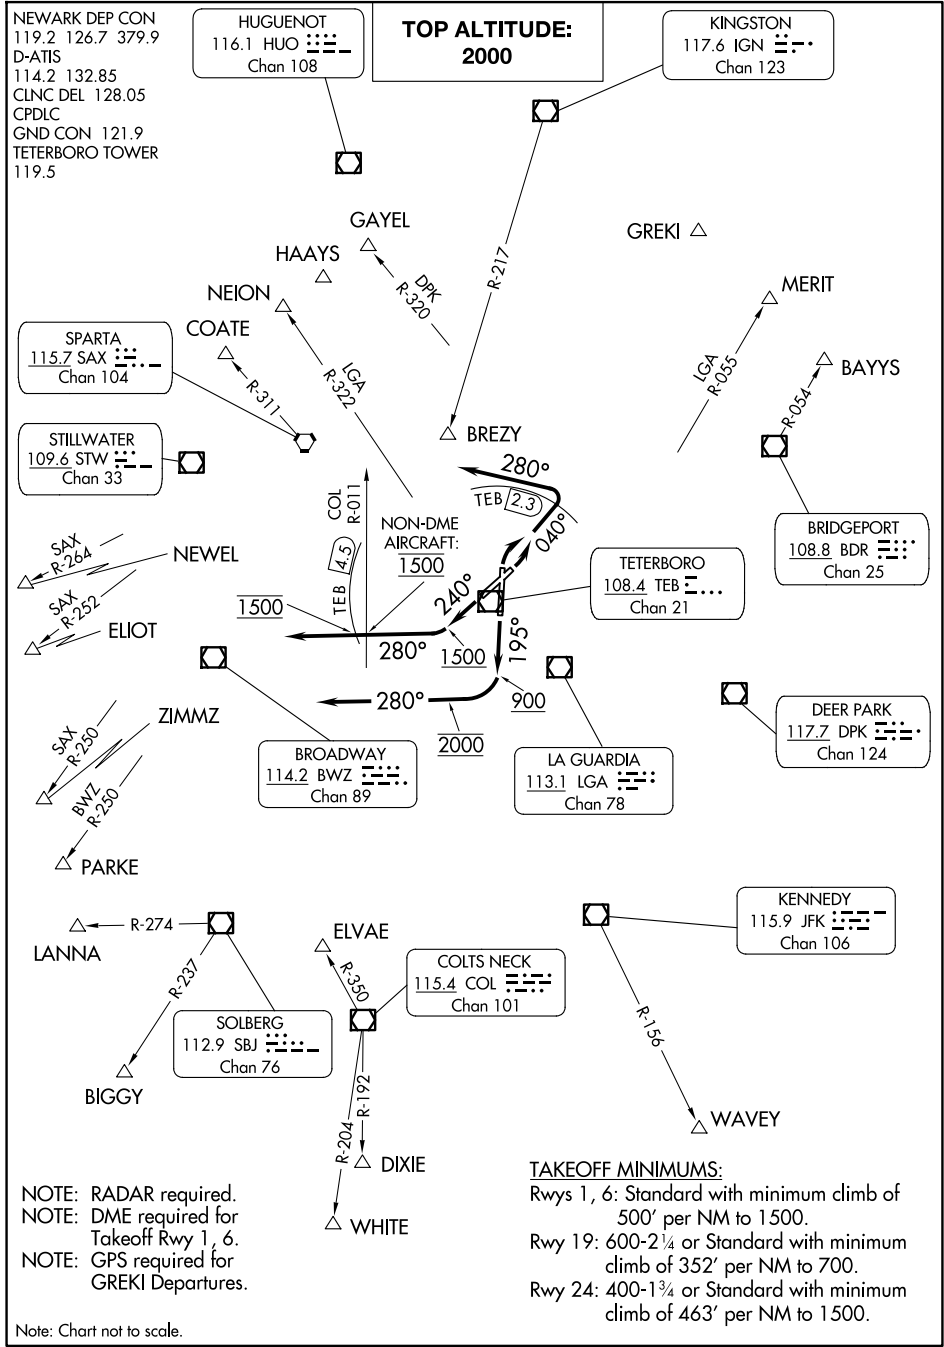 NEWARK DEP CON
119.2 126.7 379.9
D-ATIS
114.2 132.85
CLNC DEL 128.05
CPDLC
GND CON 121.9
TETERBORO TOWER
119.5
HUGUENOT
116.1 HUO
Chan 108
TOP ALTITUDE:
2000
KINGSTON
117.6 IGN
Chan 123
GAYEL
HAAYS
NEION
COATE
DPK
R-320
R-217
GREKI
MERIT
LGA
R-055
BAYYS
R-054
SPARTA
115.7 SAX
Chan 104
R-311
LGA
R-322
BREZY
STILLWATER
109.6 STW
Chan 33
COL
R-011
280°
TEB 2.3
040°
NON-DME
AIRCRAFT:
1500
BRIDGEPORT
108.8 BDR
Chan 25
SAX
R-264
NEWEL
TEB 4.5
TETERBORO
108.4 TEB
Chan 21
240°
1500
SAX
R-252
ELIOT
280°
1500
195°
900
280°
2000
SAX
R-250
ZIMMZ
BWZ
R-250
PARKE
BROADWAY
114.2 BWZ
Chan 89
LA GUARDIA
113.1 LGA
Chan 78
DEER PARK
117.7 DPK
Chan 124
LANNA
R-274
R-237
BIGGY
SOLBERG
112.9 SBJ
Chan 76
ELVAE
R-350
COLTS NECK
115.4 COL
Chan 101
R-192
R-204
DIXIE
WHITE
KENNEDY
115.9 JFK
Chan 106
R-156
WAVEY
NOTE: RADAR required.
NOTE: DME required for
Takeoff Rwy 1, 6.
NOTE: GPS required for
GREKI Departures.
Note: Chart not to scale.
TAKEOFF MINIMUMS:
Rwys 1, 6: Standard with minimum climb of
500' per NM to 1500.
Rwy 19: 600-2¼ or Standard with minimum
climb of 352' per NM to 700.
Rwy 24: 400-1¾ or Standard with minimum
climb of 463' per NM to 1500.